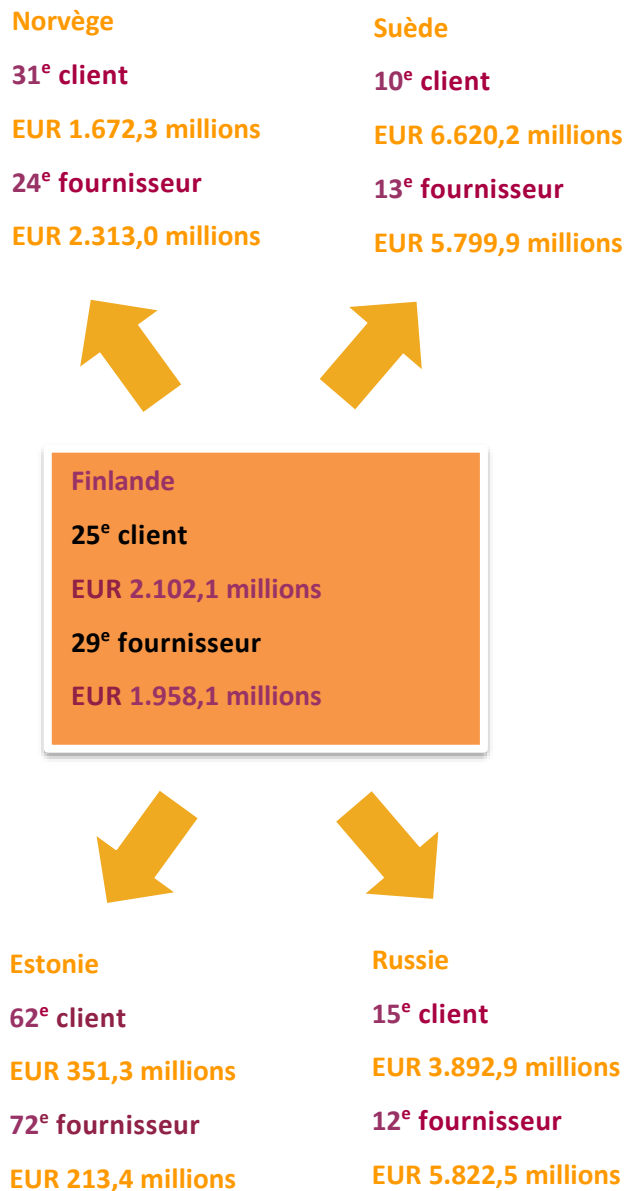 Norvège
31e client
EUR 1.672,3 millions
24e fournisseur
EUR 2.313,0 millions
Suède
10e client
EUR 6.620,2 millions
13e fournisseur
EUR 5.799,9 millions
Finlande
25e client
EUR 2.102,1 millions
29e fournisseur
EUR 1.958,1 millions
Estonie
62e client
EUR 351,3 millions
72e fournisseur
EUR 213,4 millions
Russie
15e client
EUR 3.892,9 millions
12e fournisseur
EUR 5.822,5 millions